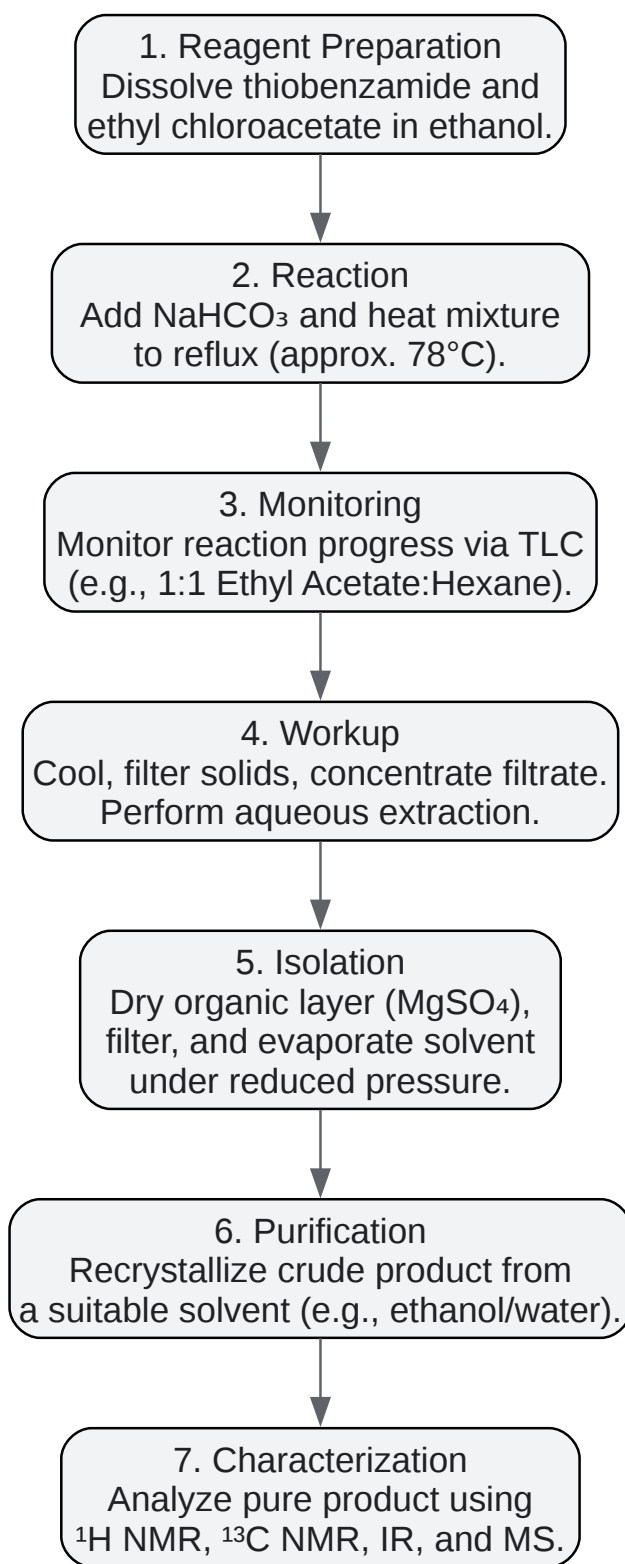 1. Reagent Preparation
Dissolve thiobenzamide and
ethyl chloroacetate in ethanol.
2. Reaction
Add NaHCO₃ and heat mixture
to reflux (approx. 78°C).
3. Monitoring
Monitor reaction progress via TLC
(e.g., 1:1 Ethyl Acetate:Hexane).
4. Workup
Cool, filter solids, concentrate filtrate.
Perform aqueous extraction.
5. Isolation
Dry organic layer (MgSO₄),
filter, and evaporate solvent
under reduced pressure.
6. Purification
Recrystallize crude product from
a suitable solvent (e.g., ethanol/water).
7. Characterization
Analyze pure product using
¹H NMR, ¹³C NMR, IR, and MS.